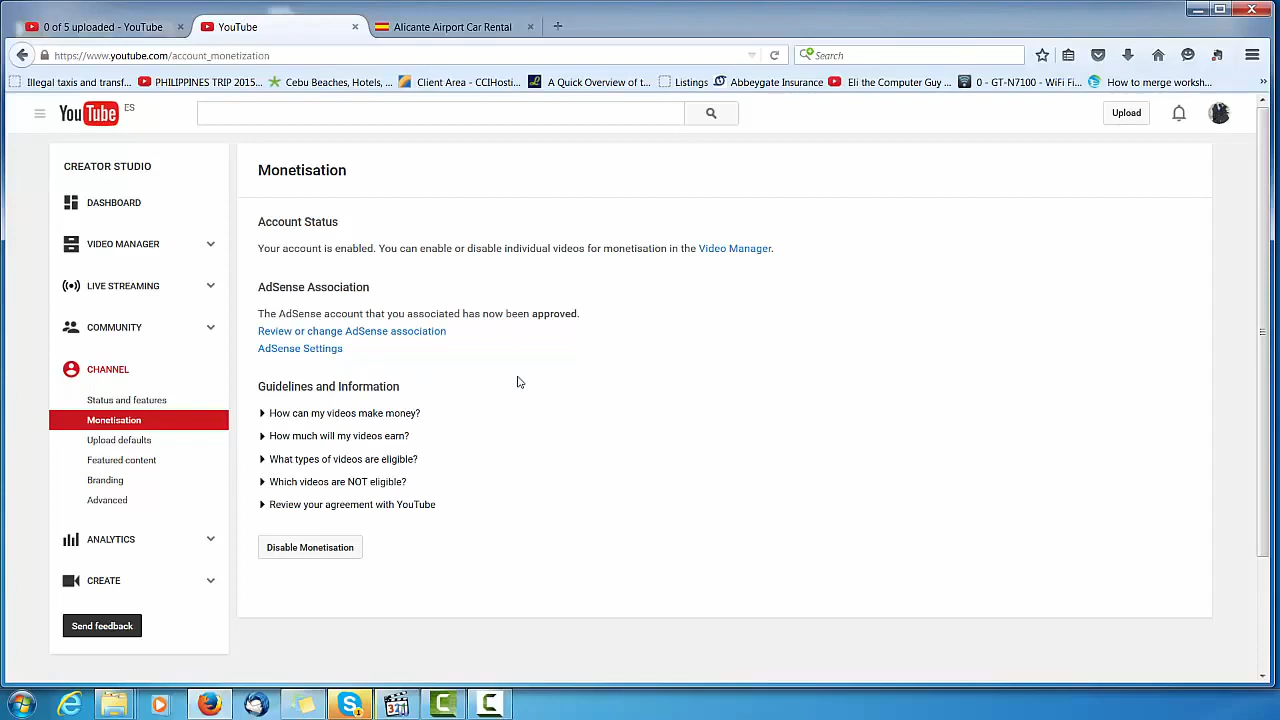 0 of 5 uploaded - YouTube
YouTube
Alicante Airport Car Rental
https://www.youtube.com/account_monetization
Search
Illegal taxis and transf...
PHILIPPINES TRIP 2015...
Cebu Beaches, Hotels, ...
Client Area - CCIHosti...
A Quick Overview of t...
Listings
Abbeygate Insurance
Eli the Computer Guy ...
0 - GT-N7100 - WiFi Fi...
How to merge worksh...
YouTube ES
Upload
CREATOR STUDIO
DASHBOARD
VIDEO MANAGER
LIVE STREAMING
COMMUNITY
CHANNEL
Status and features
Monetisation
Upload defaults
Featured content
Branding
Advanced
ANALYTICS
CREATE
Send feedback
Monetisation
Account Status
Your account is enabled. You can enable or disable individual videos for monetisation in the Video Manager.
AdSense Association
The AdSense account that you associated has now been approved.
Review or change AdSense association
AdSense Settings
Guidelines and Information
How can my videos make money?
How much will my videos earn?
What types of videos are eligible?
Which videos are NOT eligible?
Review your agreement with YouTube
Disable Monetisation
321